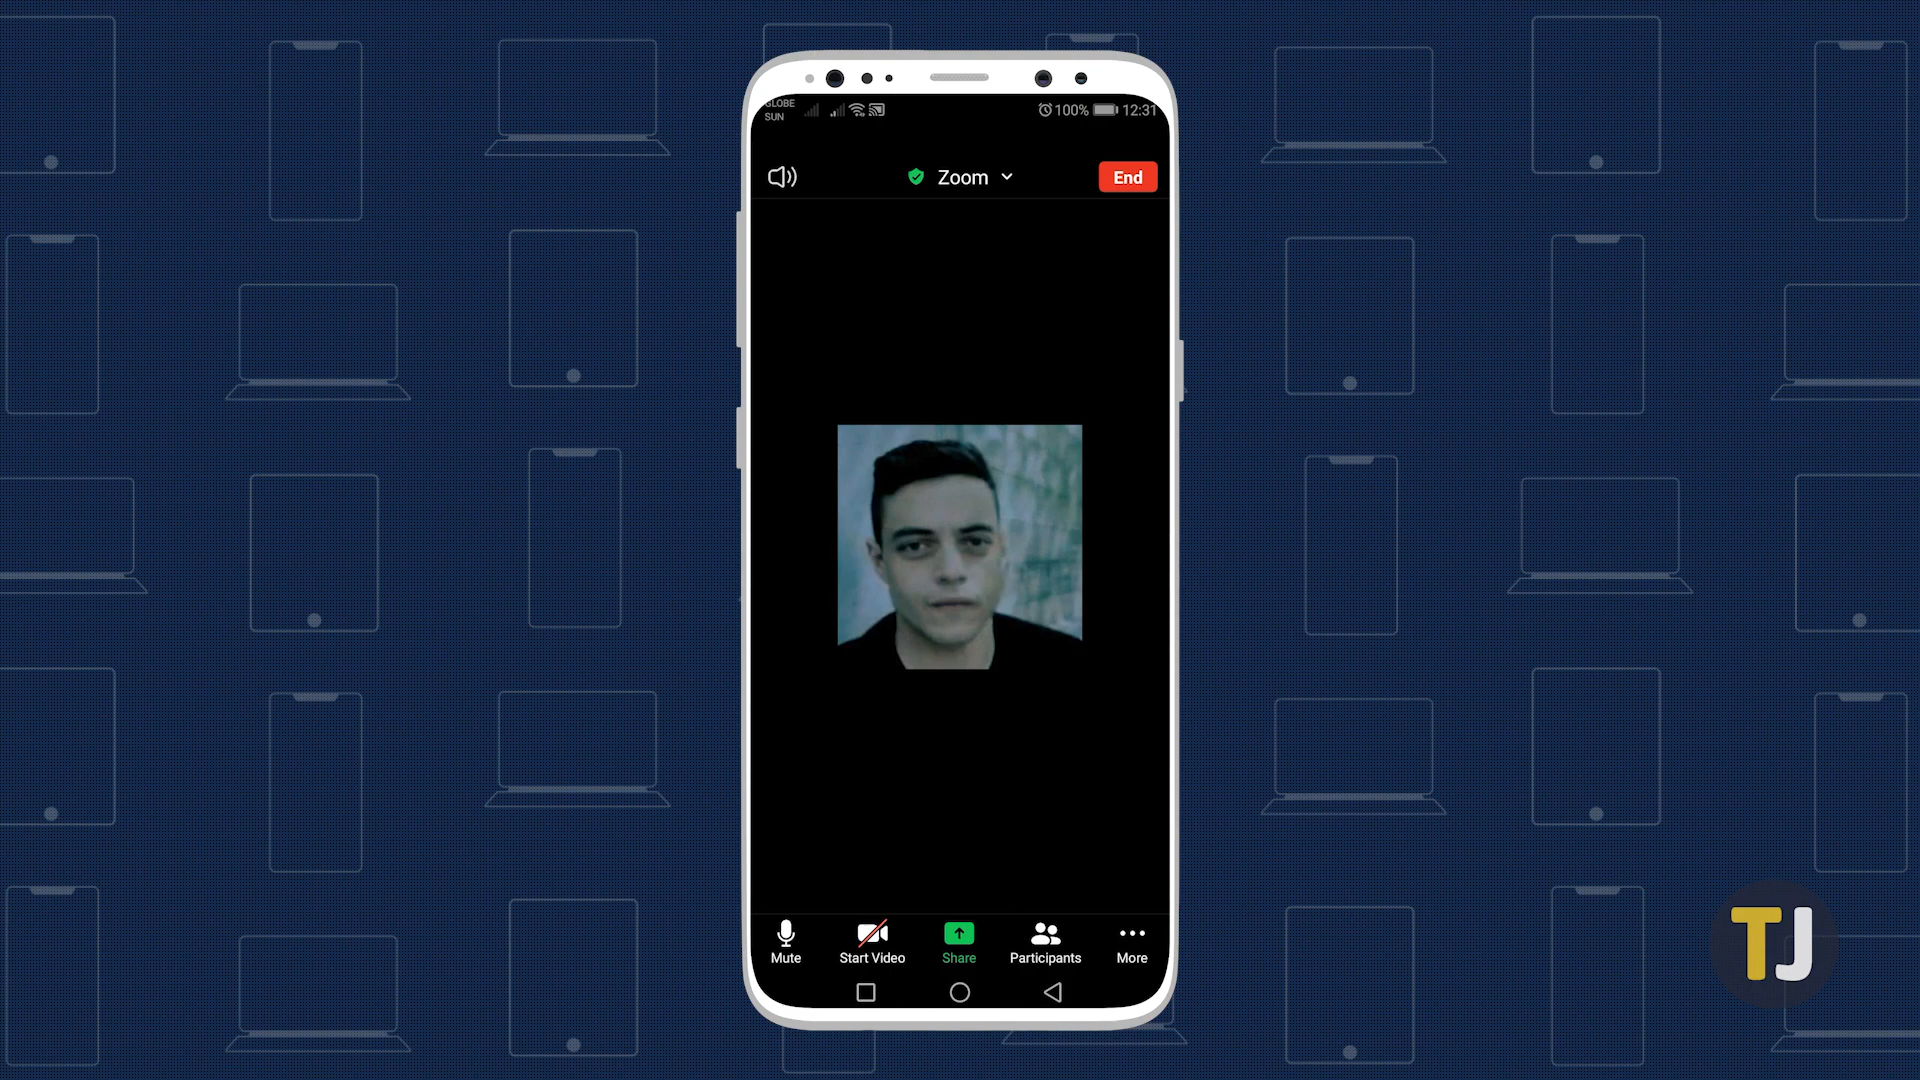 GLOBE
SUN
100% 12:31
Zoom
End
Mute Start Video Share Participants More
TJ